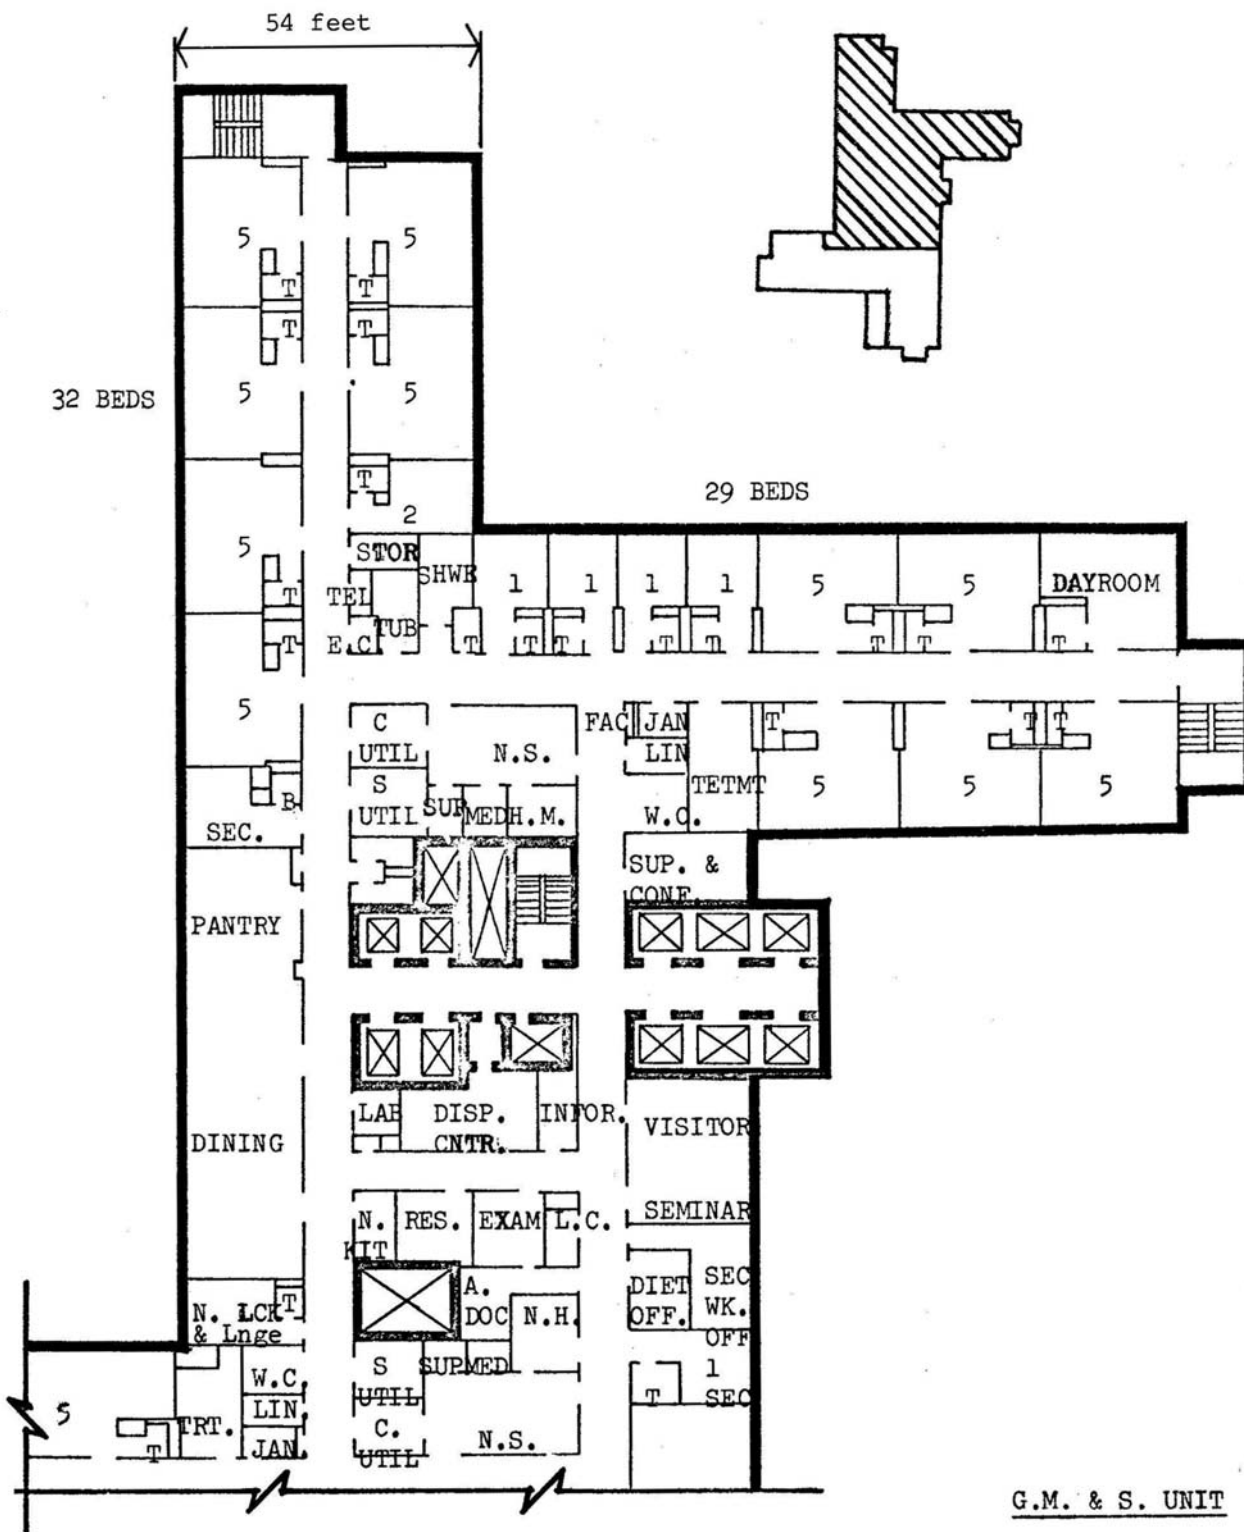 54 feet
5
5
T
T
T
T
32 BEDS
5
5
29 BEDS
T
2
5
STOR
SHWR
1
1
1
1
5
5
DAYROOM
T
TEL
TUB
T
E.C.
T
T
T
T
T
T
T
T
5
C
UTIL
N.S.
FAC
JAN
LIN
T
T
T
S
UTIL
SUP
MED
H.M.
TETMT
5
5
5
B
SEC.
W.C.
SUP. &
CONF.
PANTRY
LAB
DISP.
CNTR.
INFOR.
VISITOR
DINING
N.
KIT
RES.
EXAM
L.C.
SEMINAR
A.
DOC
N.H.
DIET
OFF.
SEC
WK.
OFF
N. LCK
& Lnge
T
S
UTIL
SUP
MED
1
SEC
T
5
T
TRT.
W.C.
LIN.
JAN.
C.
UTIL
N.S.
G.M. & S. UNIT